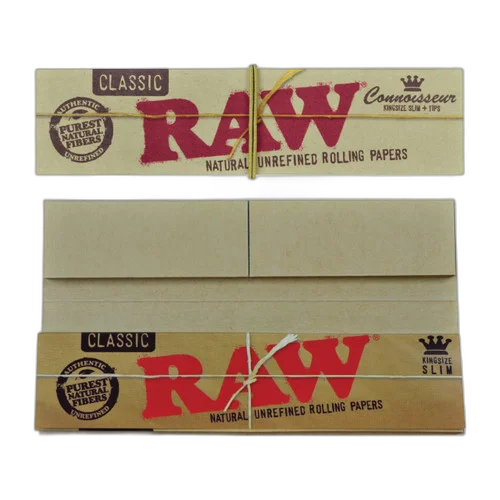 CLASSIC
RAW
AUTHENTIC
PUREST
NATURAL
FIBERS
UNREFINED
Connoisseur
KINGSIZE SLIM + TIPS
NATURAL UNREFINED ROLLING PAPERS
CLASSIC
RAW
AUTHENTIC
PUREST
NATURAL
FIBERS
UNREFINED
KINGSIZE
SLIM
NATURAL UNREFINED ROLLING PAPERS